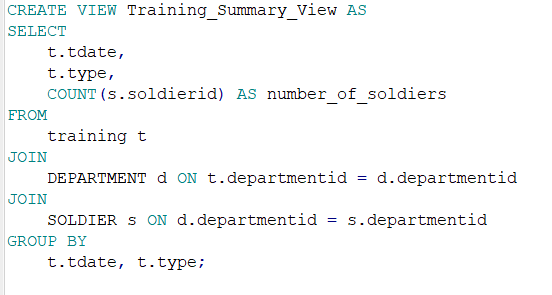 CREATE VIEW Training_Summary_View AS
SELECT
    t.tdate,
    t.type,
    COUNT(s.soldierid) AS number_of_soldiers
FROM
    training t
JOIN
    DEPARTMENT d ON t.departmentid = d.departmentid
JOIN
    SOLDIER s ON d.departmentid = s.departmentid
GROUP BY
    t.tdate, t.type;